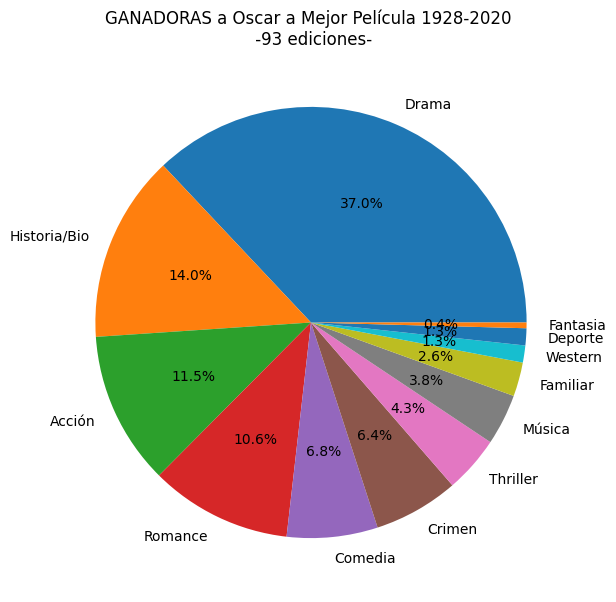 GANADORAS a Oscar a Mejor Película 1928-2020
-93 ediciones-
Drama
37.0%
Historia/Bio
14.0%
Acción
11.5%
Romance
10.6%
Comedia
6.8%
Crimen
6.4%
Thriller
4.3%
Música
3.8%
Familiar
2.6%
Western
1.3%
Deporte
1.3%
Fantasia
0.4%